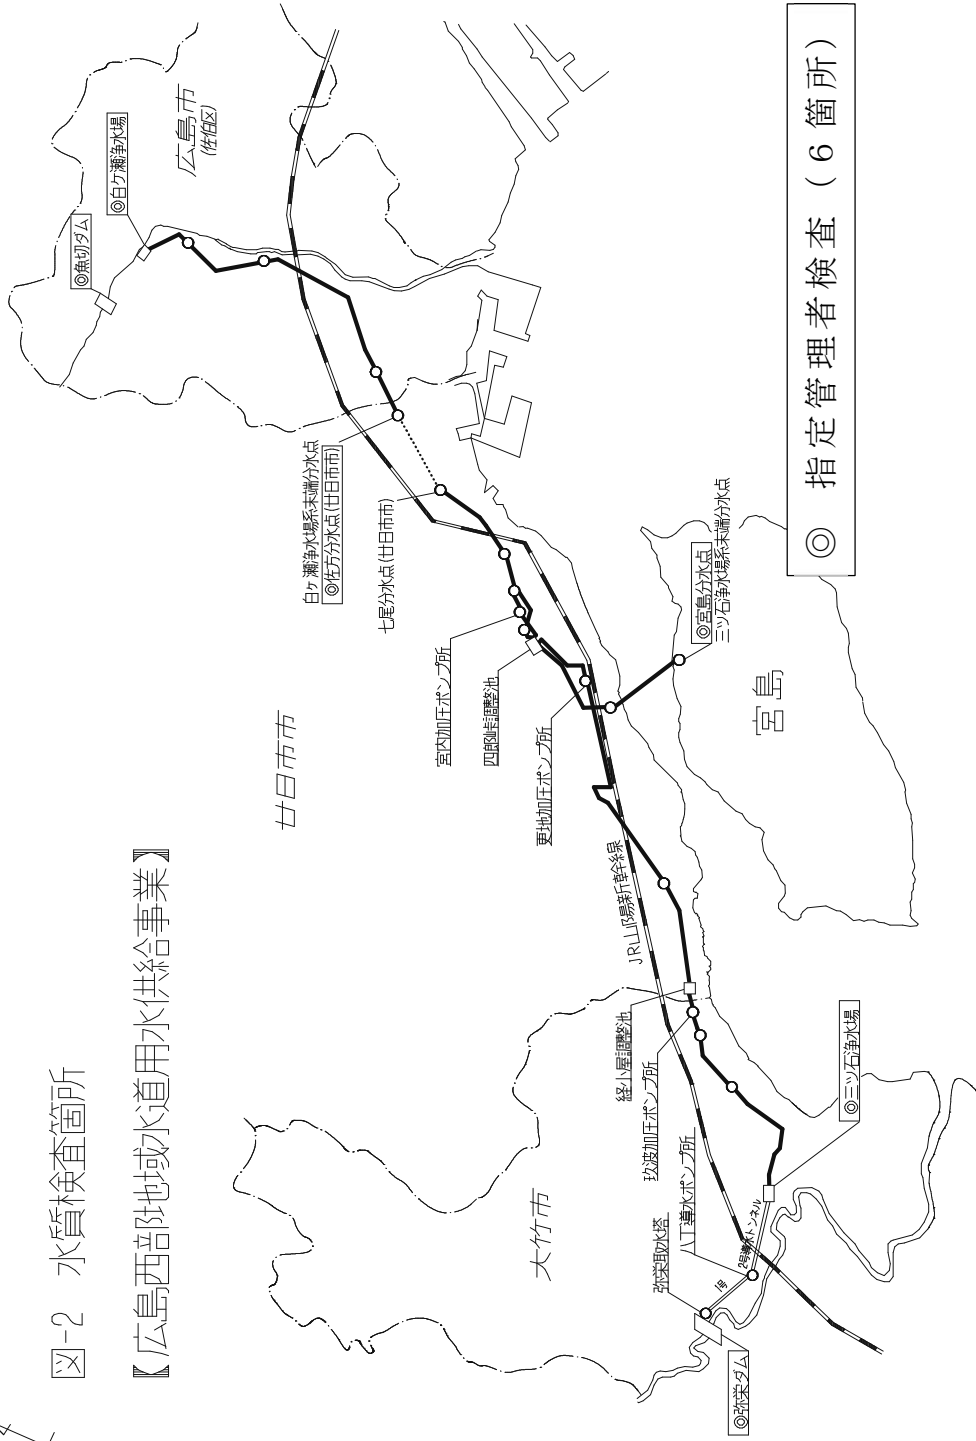 図-2 水質検査箇所
【広島西部地域水道用水供給事業】
広島市
(佐伯区)
◎白ケ瀬浄水場
◎魚切ダム
白ケ瀬浄水場系末端分水点
◎佐方分水点(廿日市市)
七尾分水点(廿日市市)
宮内加圧ポンプ所
四郎峠調整池
更地加圧ポンプ所
廿日市市
◎宮島分水点
三ツ石浄水場系末端分水点
宮島
JR山陽新幹線
経小屋調整池
玖波加圧ポンプ所
八丁導水ポンプ所
弥栄取水塔
大竹市
◎三ツ石浄水場
2号導水トンネル
1号
◎弥栄ダム
◎ 指定管理者検査(6箇所)